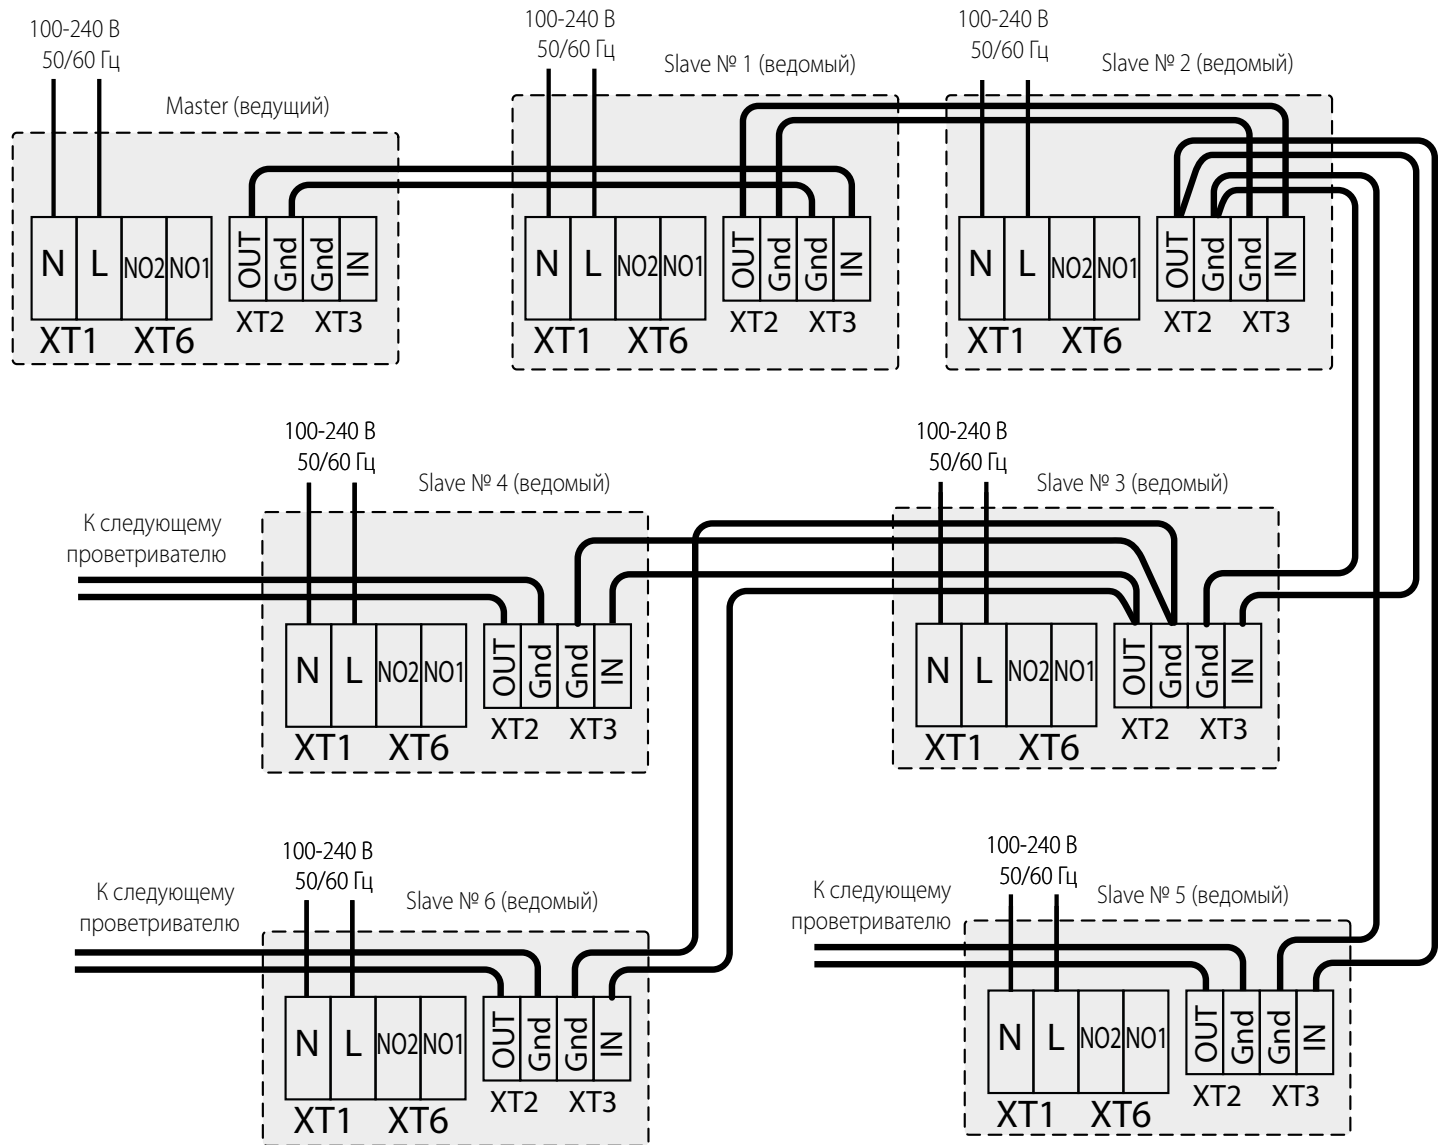 100-240 В
50/60 Гц
Master (ведущий)
N L NO2 NO1 OUT Gnd Gnd IN
XT1 XT6 XT2 XT3
100-240 В
50/60 Гц
Slave № 1 (ведомый)
N L NO2 NO1 OUT Gnd Gnd IN
XT1 XT6 XT2 XT3
100-240 В
50/60 Гц
Slave № 2 (ведомый)
N L NO2 NO1 OUT Gnd Gnd IN
XT1 XT6 XT2 XT3
100-240 В
50/60 Гц
Slave № 4 (ведомый)
К следующему
проветривателю
N L NO2 NO1 OUT Gnd Gnd IN
XT1 XT6 XT2 XT3
100-240 В
50/60 Гц
Slave № 3 (ведомый)
N L NO2 NO1 OUT Gnd Gnd IN
XT1 XT6 XT2 XT3
100-240 В
50/60 Гц
Slave № 6 (ведомый)
К следующему
проветривателю
N L NO2 NO1 OUT Gnd Gnd IN
XT1 XT6 XT2 XT3
100-240 В
50/60 Гц
Slave № 5 (ведомый)
К следующему
проветривателю
N L NO2 NO1 OUT Gnd Gnd IN
XT1 XT6 XT2 XT3